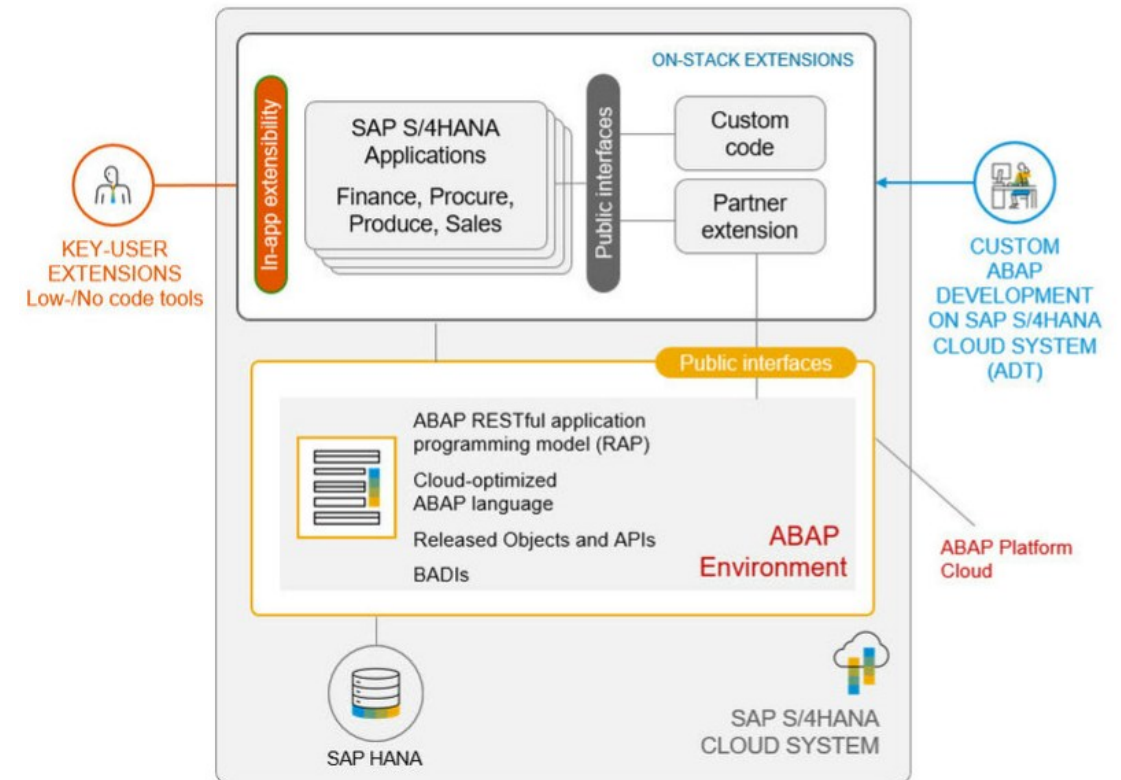 ON-STACK EXTENSIONS
In-app extensibility
SAP S/4HANA
Applications
Finance, Procure,
Produce, Sales
Public interfaces
Custom
code
Partner
extension
KEY-USER
EXTENSIONS
Low-/No code tools
CUSTOM
ABAP
DEVELOPMENT
ON SAP S/4HANA
CLOUD SYSTEM
(ADT)
Public interfaces
ABAP RESTful application
programming model (RAP)
Cloud-optimized
ABAP language
Released Objects and APIs
BADIs
ABAP
Environment
ABAP Platform
Cloud
SAP HANA
SAP S/4HANA
CLOUD SYSTEM